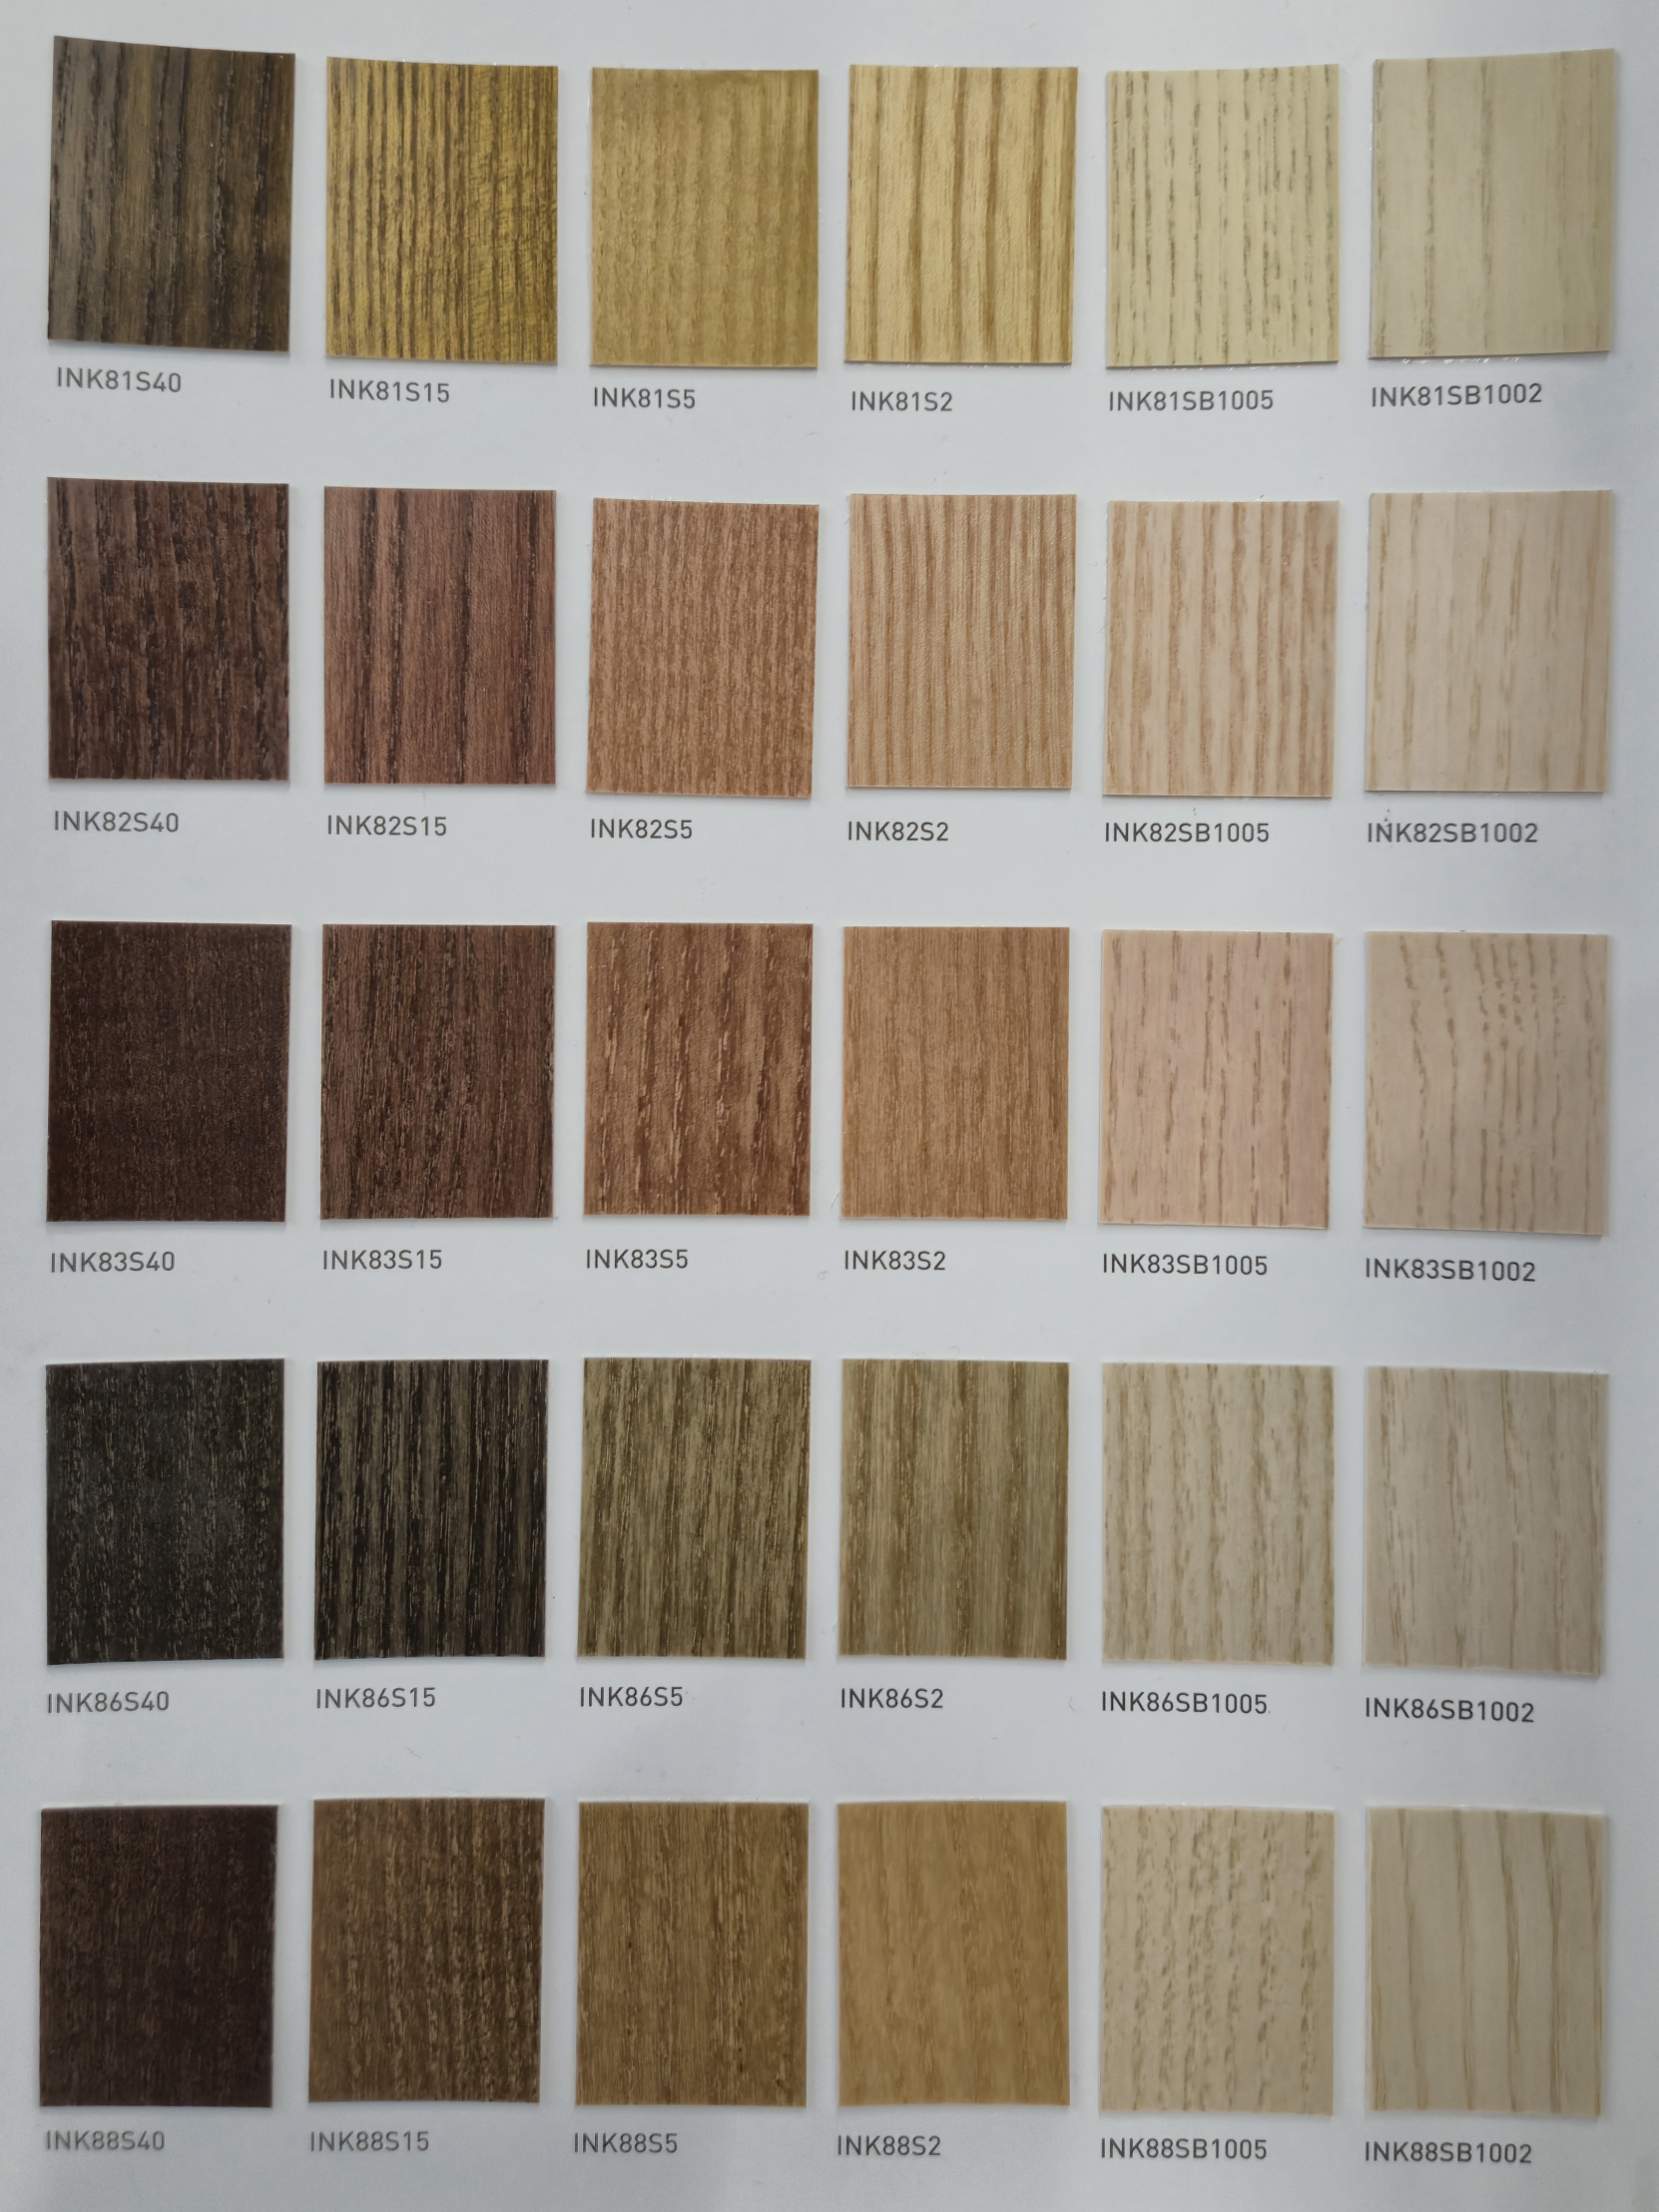 INK81S40 INK81S15 INK81S5 INK81S2 INK81SB1005 INK81SB1002
INK82S40 INK82S15 INK82S5 INK82S2 INK82SB1005 INK82SB1002
INK83S40 INK83S15 INK83S5 INK83S2 INK83SB1005 INK83SB1002
INK86S40 INK86S15 INK86S5 INK86S2 INK86SB1005 INK86SB1002
INK88S40 INK88S15 INK88S5 INK88S2 INK88SB1005 INK88SB1002